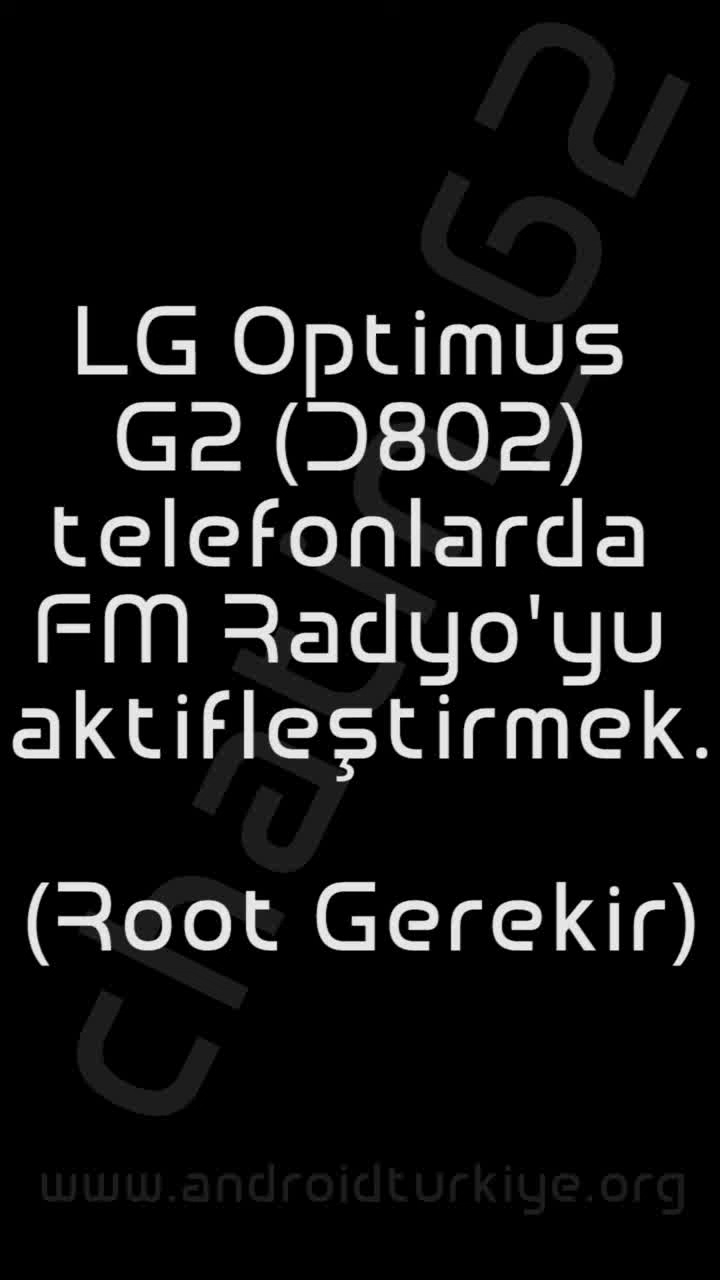 LG Optimus
G2 (D802)
telefonlarda
FM Radyo'yu
aktifleştirmek.
(Root Gerekir)
www.androidturkiye.org